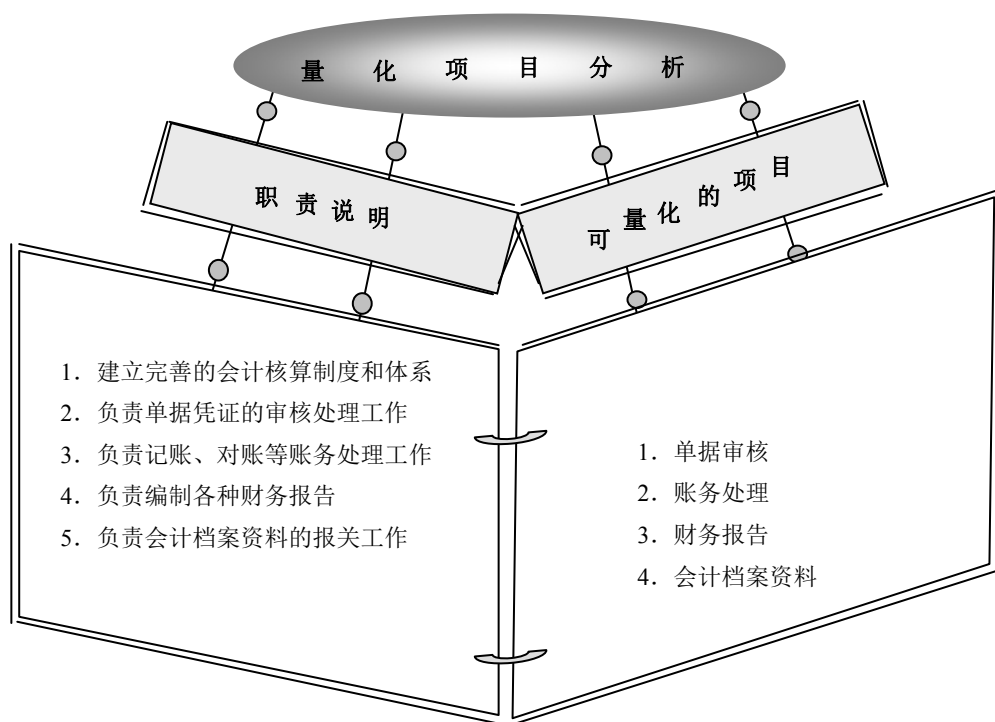 量化项目分析
职责说明
可量化的项目
1．建立完善的会计核算制度和体系
2．负责单据凭证的审核处理工作
3．负责记账、对账等账务处理工作
4．负责编制各种财务报告
5．负责会计档案资料的报关工作
1．单据审核
2．账务处理
3．财务报告
4．会计档案资料